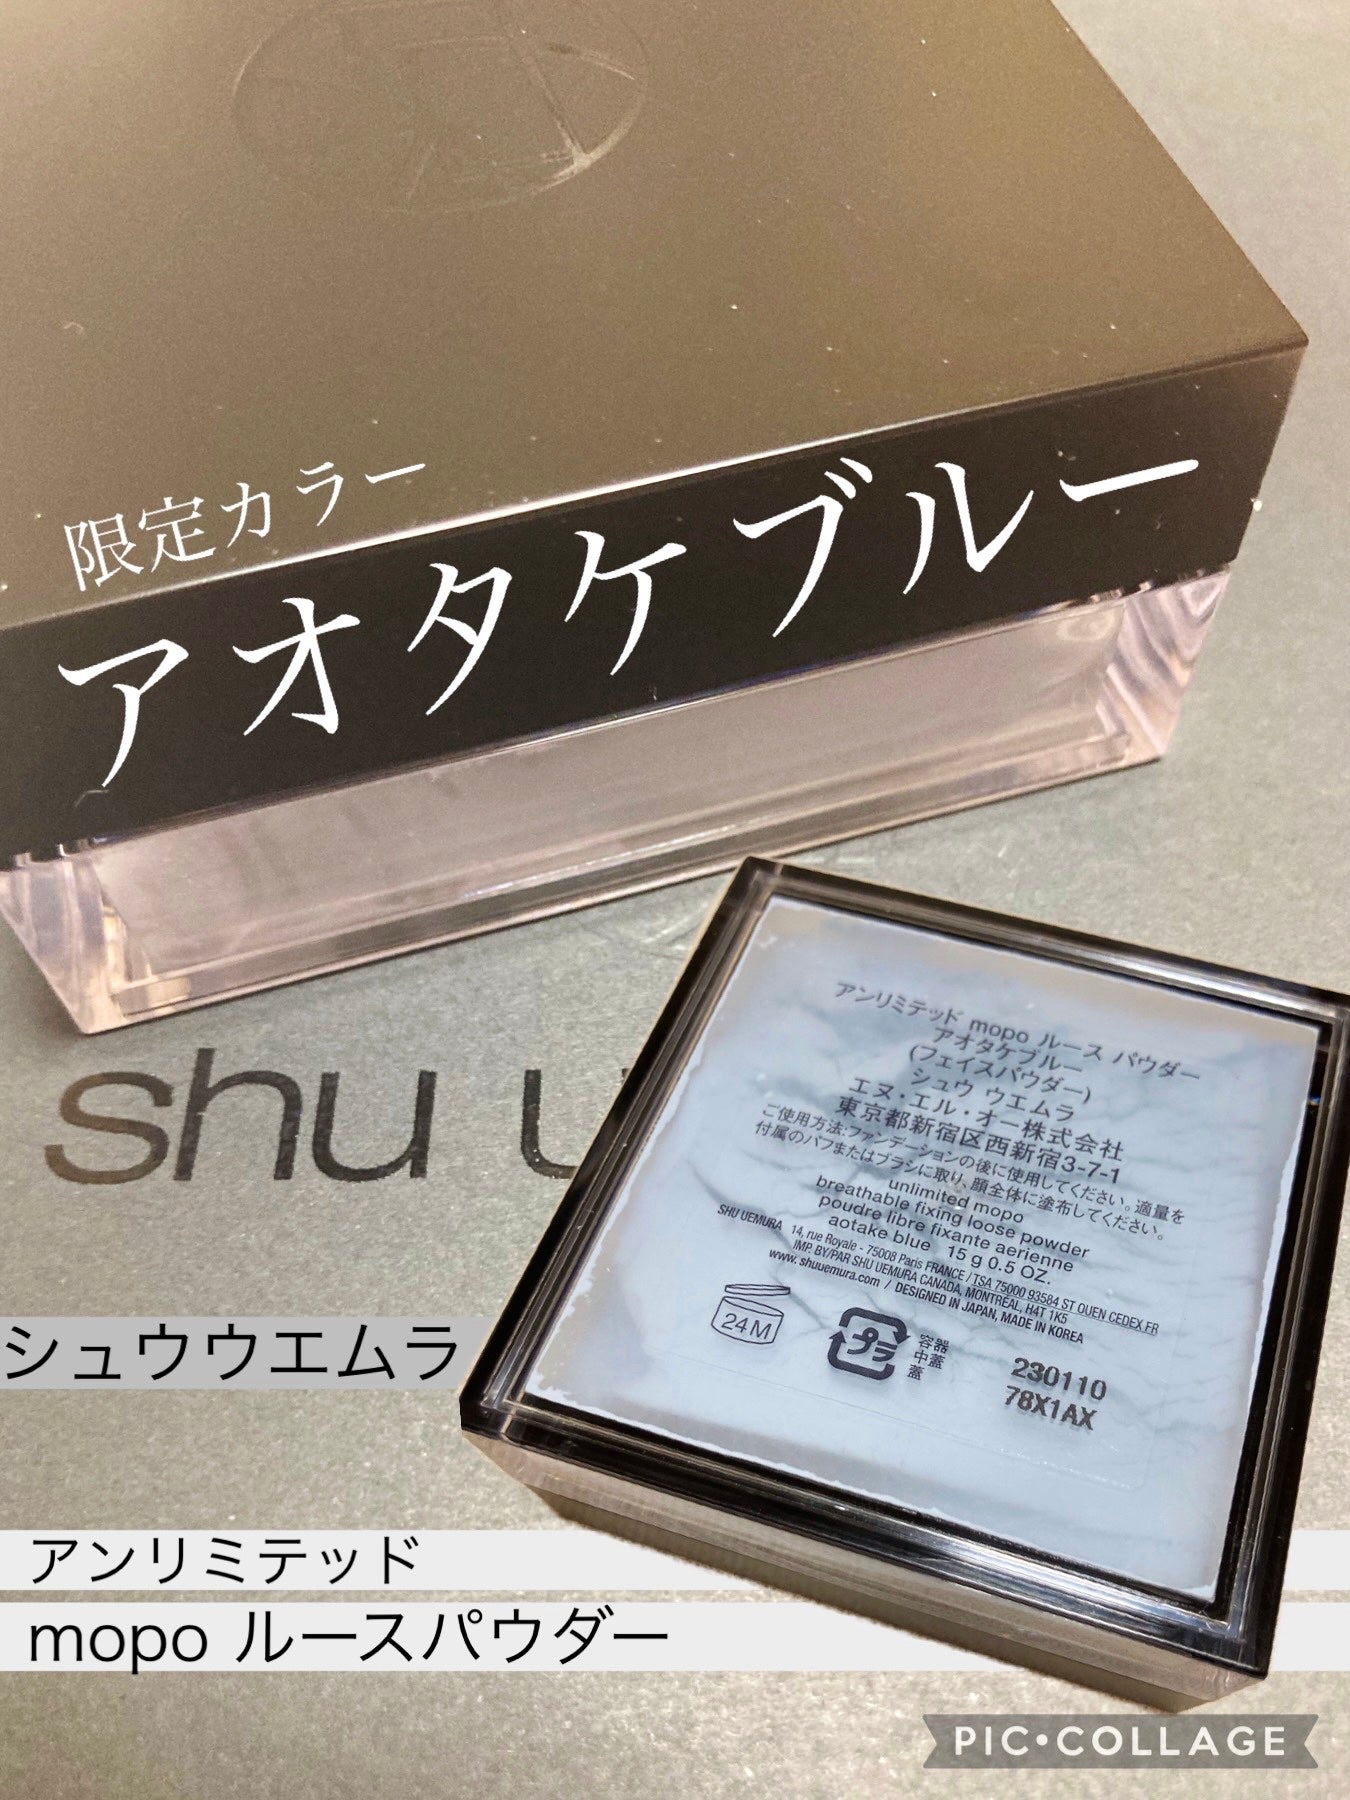 限定カラー
アオタケブルー
shu u
アンリミテッド mopo ルース パウダー
アオタケブルー
(フェイスパウダー)
シュウ ウエムラ
エヌ・エル・オー株式会社
東京都新宿区西新宿3-7-1
ご使用方法:ファンデーションの後に使用してください。適量を
付属のパフまたはブラシに取り、顔全体に塗布してください。
unlimited mopo
breathable fixing loose powder
poudre libre fixante aerienne
aotake blue 15 g 0.5 OZ.
SHU UEMURA 14, rue Royale - 75008 Paris FRANCE / TSA 75000 93584 ST OUEN CEDEX FR
IMP. BY/PAR SHU UEMURA CANADA, MONTRÉAL, H4T 1K5
www.shuuemura.com / DESIGNED IN JAPAN, MADE IN KOREA
24M
プラ
容器
中蓋
蓋
230110
78X1AX
シュウウエムラ
アンリミテッド
mopo ルースパウダー
PIC•COLLAGE